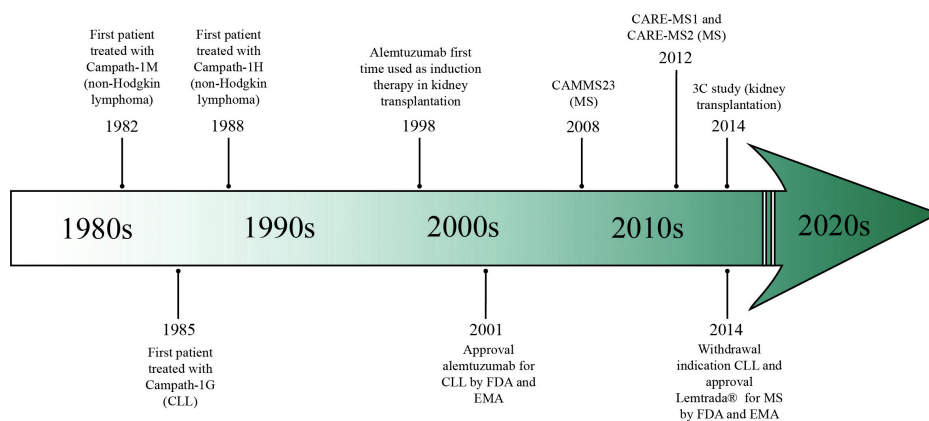 First patient
treated with
Campath-1M
(non-Hodgkin
lymphoma)
1982
First patient
treated with
Campath-1H
(non-Hodgkin
lymphoma)
1988
Alemtuzumab first
time used as induction
therapy in kidney
transplantation
1998
CAMMS23
(MS)
2008
CARE-MS1 and
CARE-MS2 (MS)
2012
3C study (kidney
transplantation)
2014
1980s
1990s
2000s
2010s
2020s
1985
First patient
treated with
Campath-1G
(CLL)
2001
Approval
alemtuzumab for
CLL by FDA and
EMA
2014
Withdrawal
indication CLL and
approval
Lemtrada® for MS
by FDA and EMA